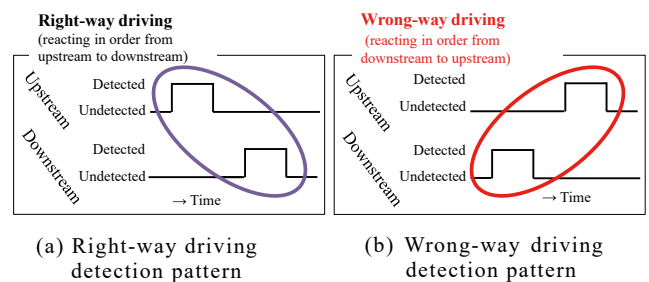 Right-way driving
(reacting in order from
upstream to downstream)
Upstream
Detected
Undetected
Downstream
Detected
Undetected
→ Time
(a) Right-way driving
detection pattern
Wrong-way driving
(reacting in order from
downstream to upstream)
Upstream
Detected
Undetected
Downstream
Detected
Undetected
→ Time
(b) Wrong-way driving
detection pattern